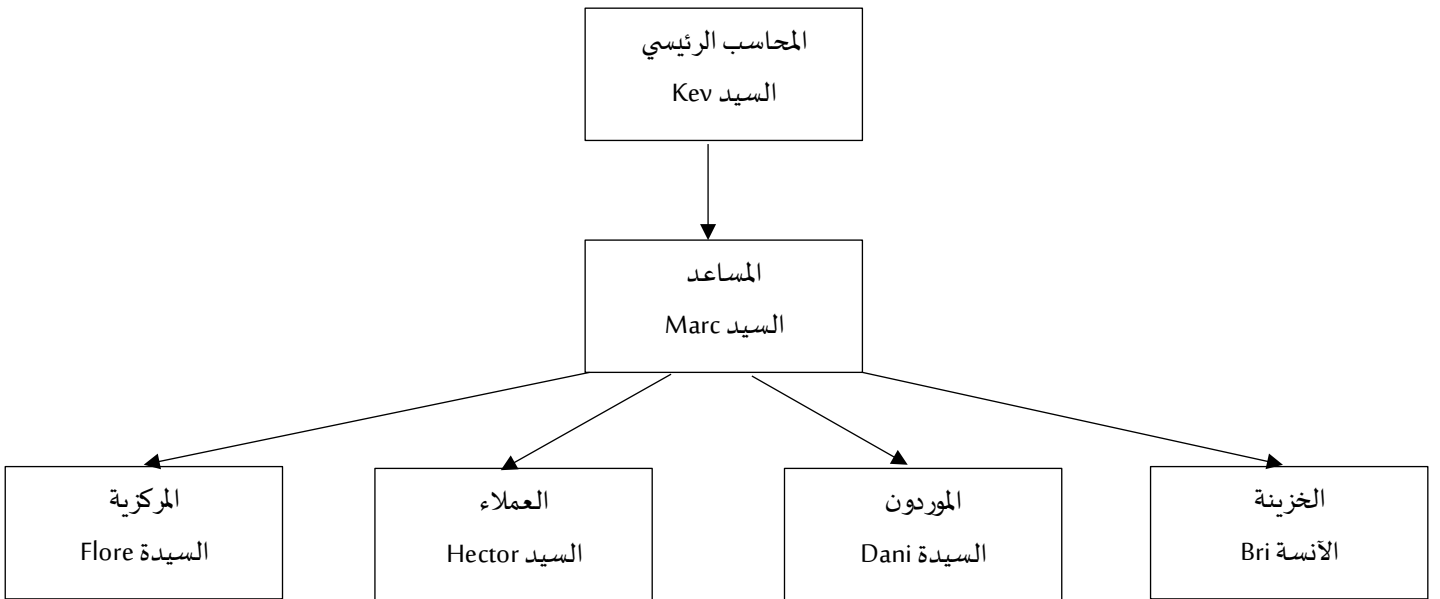 المحاسب الرئيسي
السيد Kev
المساعد
السيد Marc
الخزينة
الآنسة Bri
الموردون
السيدة Dani
العملاء
السيد Hector
المركزية
السيدة Flore